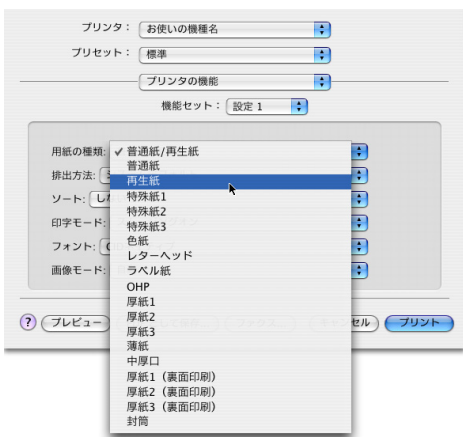 プリンタ： お使いの機種名
プリセット： 標準
プリンタの機能
機能セット： 設定 1
用紙の種類: ✓ 普通紙/再生紙
普通紙
排出方法:
再生紙
ソート: しない
特殊紙1
特殊紙2
印字モード:
特殊紙3
色紙
フォント:
レターヘッド
画像モード:
ラベル紙
OHP
厚紙1
厚紙2
? プレビュー キャンセル プリント
厚紙3
薄紙
中厚口
厚紙1（裏面印刷）
厚紙2（裏面印刷）
厚紙3（裏面印刷）
封筒